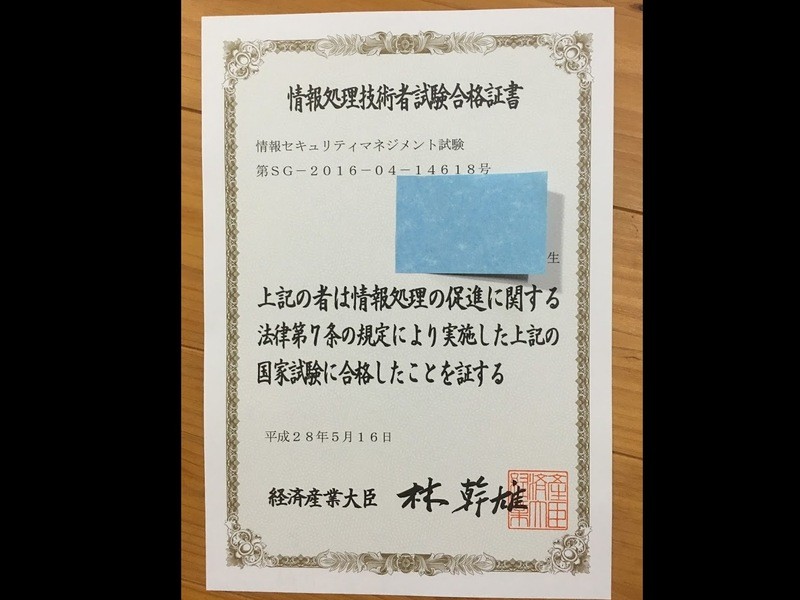 情報処理技術者試験合格証書
情報セキュリティマネジメント試験
第ＳＧ－２０１６－０４－１４６１８号
生
上記の者は情報処理の促進に関する
法律第７条の規定により実施した上記の
国家試験に合格したことを証する
平成２８年５月１６日
経済産業大臣 林 幹雄